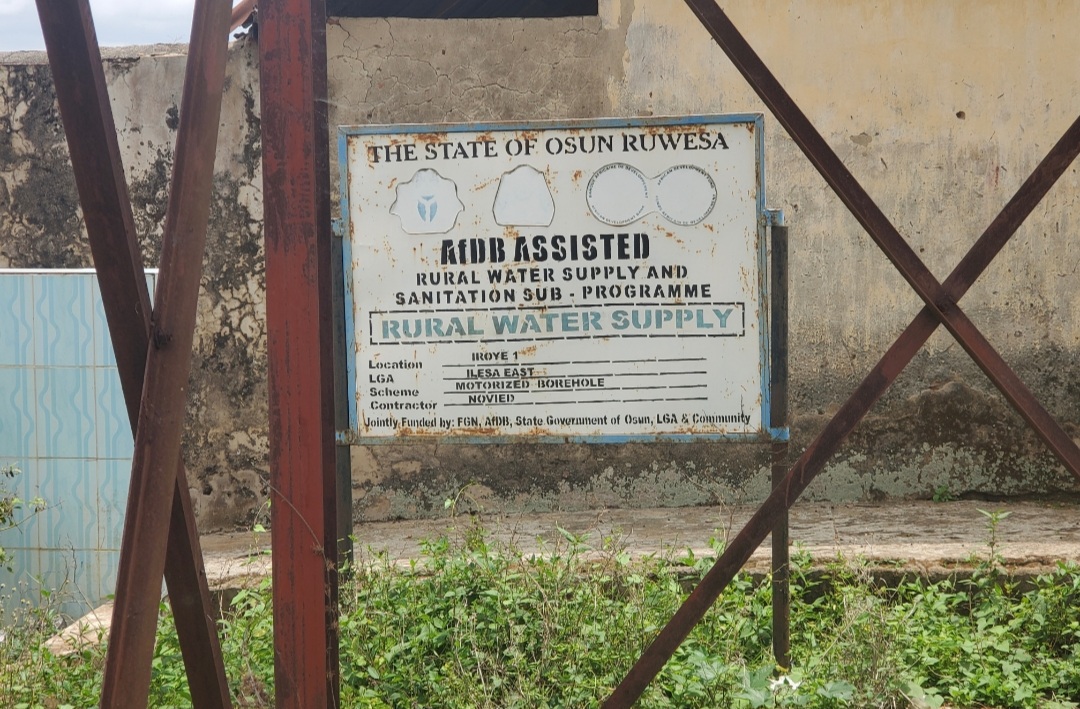 THE STATE OF OSUN RUWESA
AfDB ASSISTED
RURAL WATER SUPPLY AND
SANITATION SUB - PROGRAMME
RURAL WATER SUPPLY
Location IROYE 1
LGA ILESA EAST
Scheme MOTORIZED BOREHOLE
Contractor NOVIED
Jointly Funded by: FGN, AfDB, State Government of Osun, LGA & Community